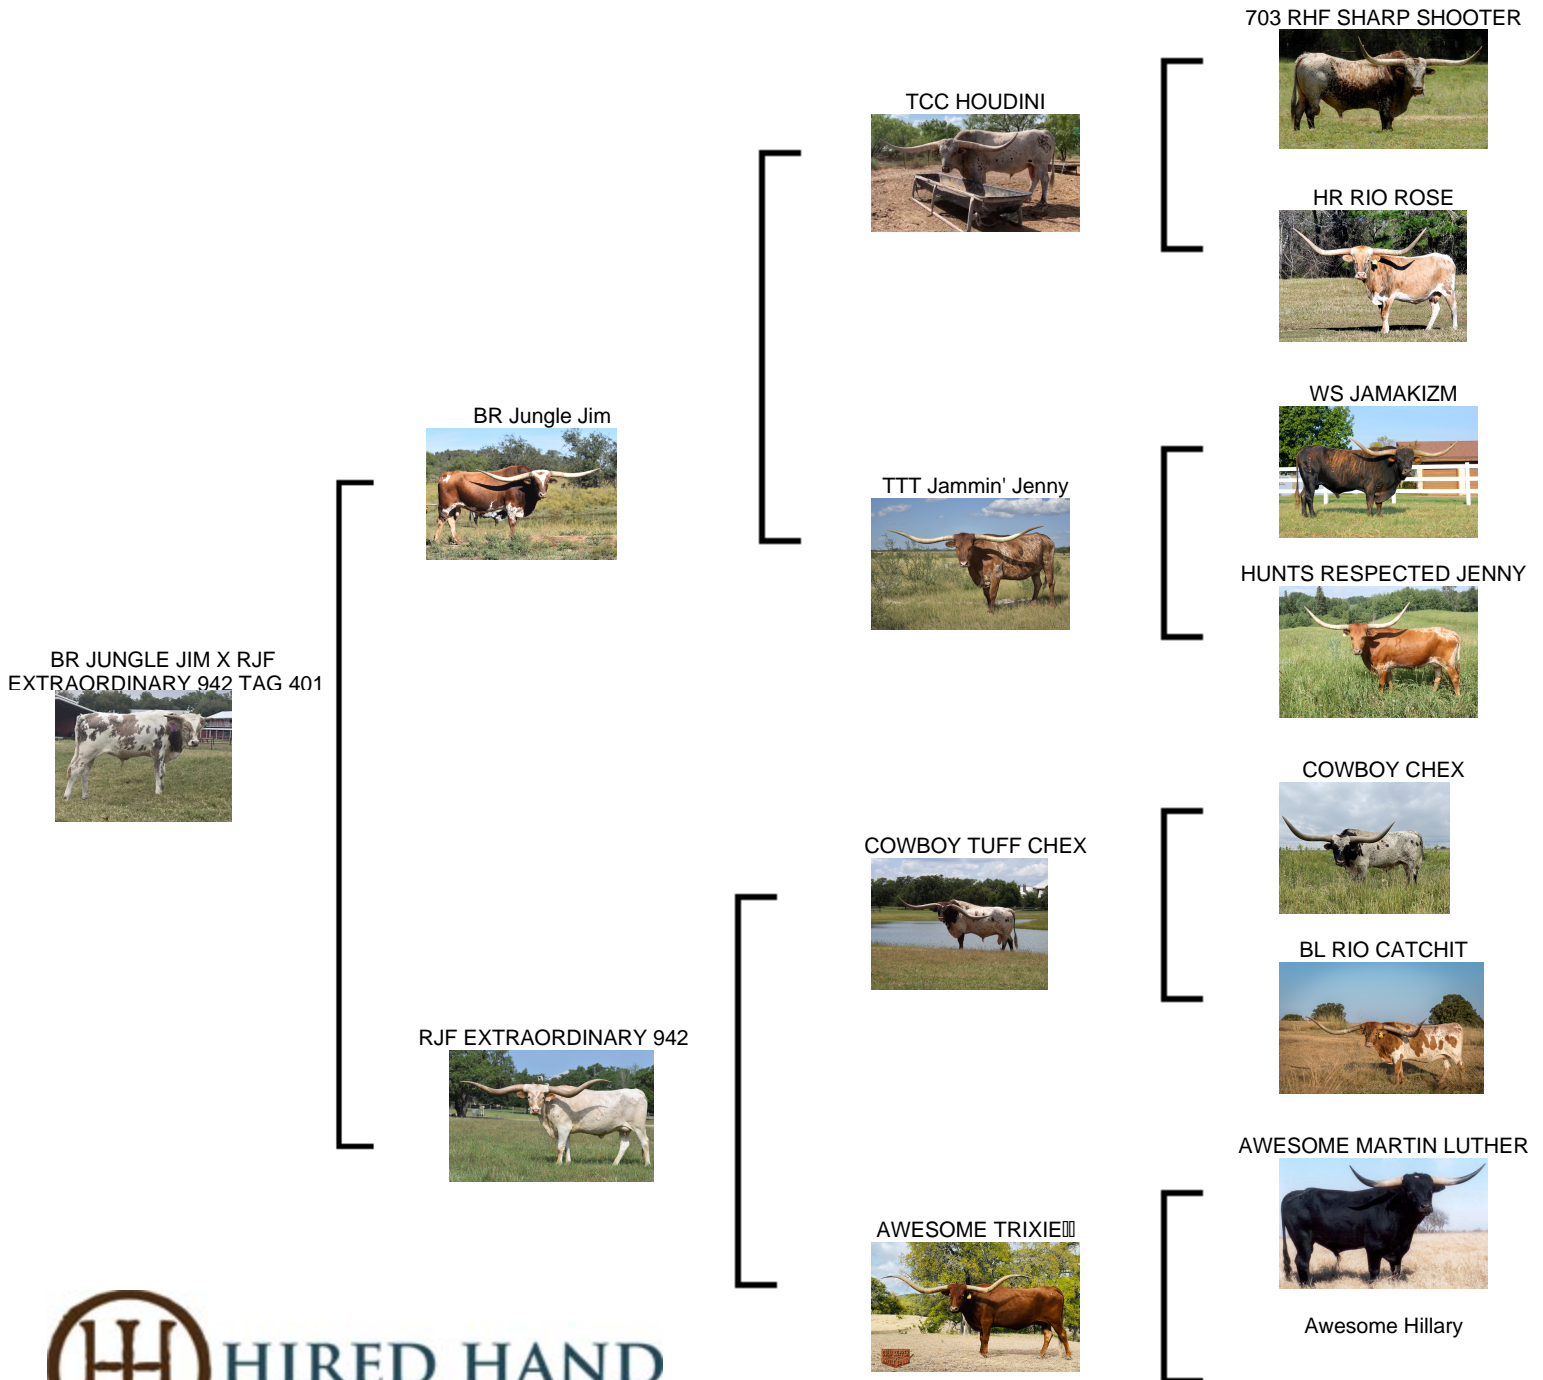 703 RHF SHARP SHOOTER
TCC HOUDINI
HR RIO ROSE
WS JAMAKIZM
BR Jungle Jim
TTT Jammin' Jenny
HUNTS RESPECTED JENNY
BR JUNGLE JIM X RJF
EXTRAORDINARY 942 TAG 401
COWBOY CHEX
COWBOY TUFF CHEX
BL RIO CATCHIT
RJF EXTRAORDINARY 942
AWESOME MARTIN LUTHER
AWESOME TRIXIE
Awesome Hillary
HIRED HAND